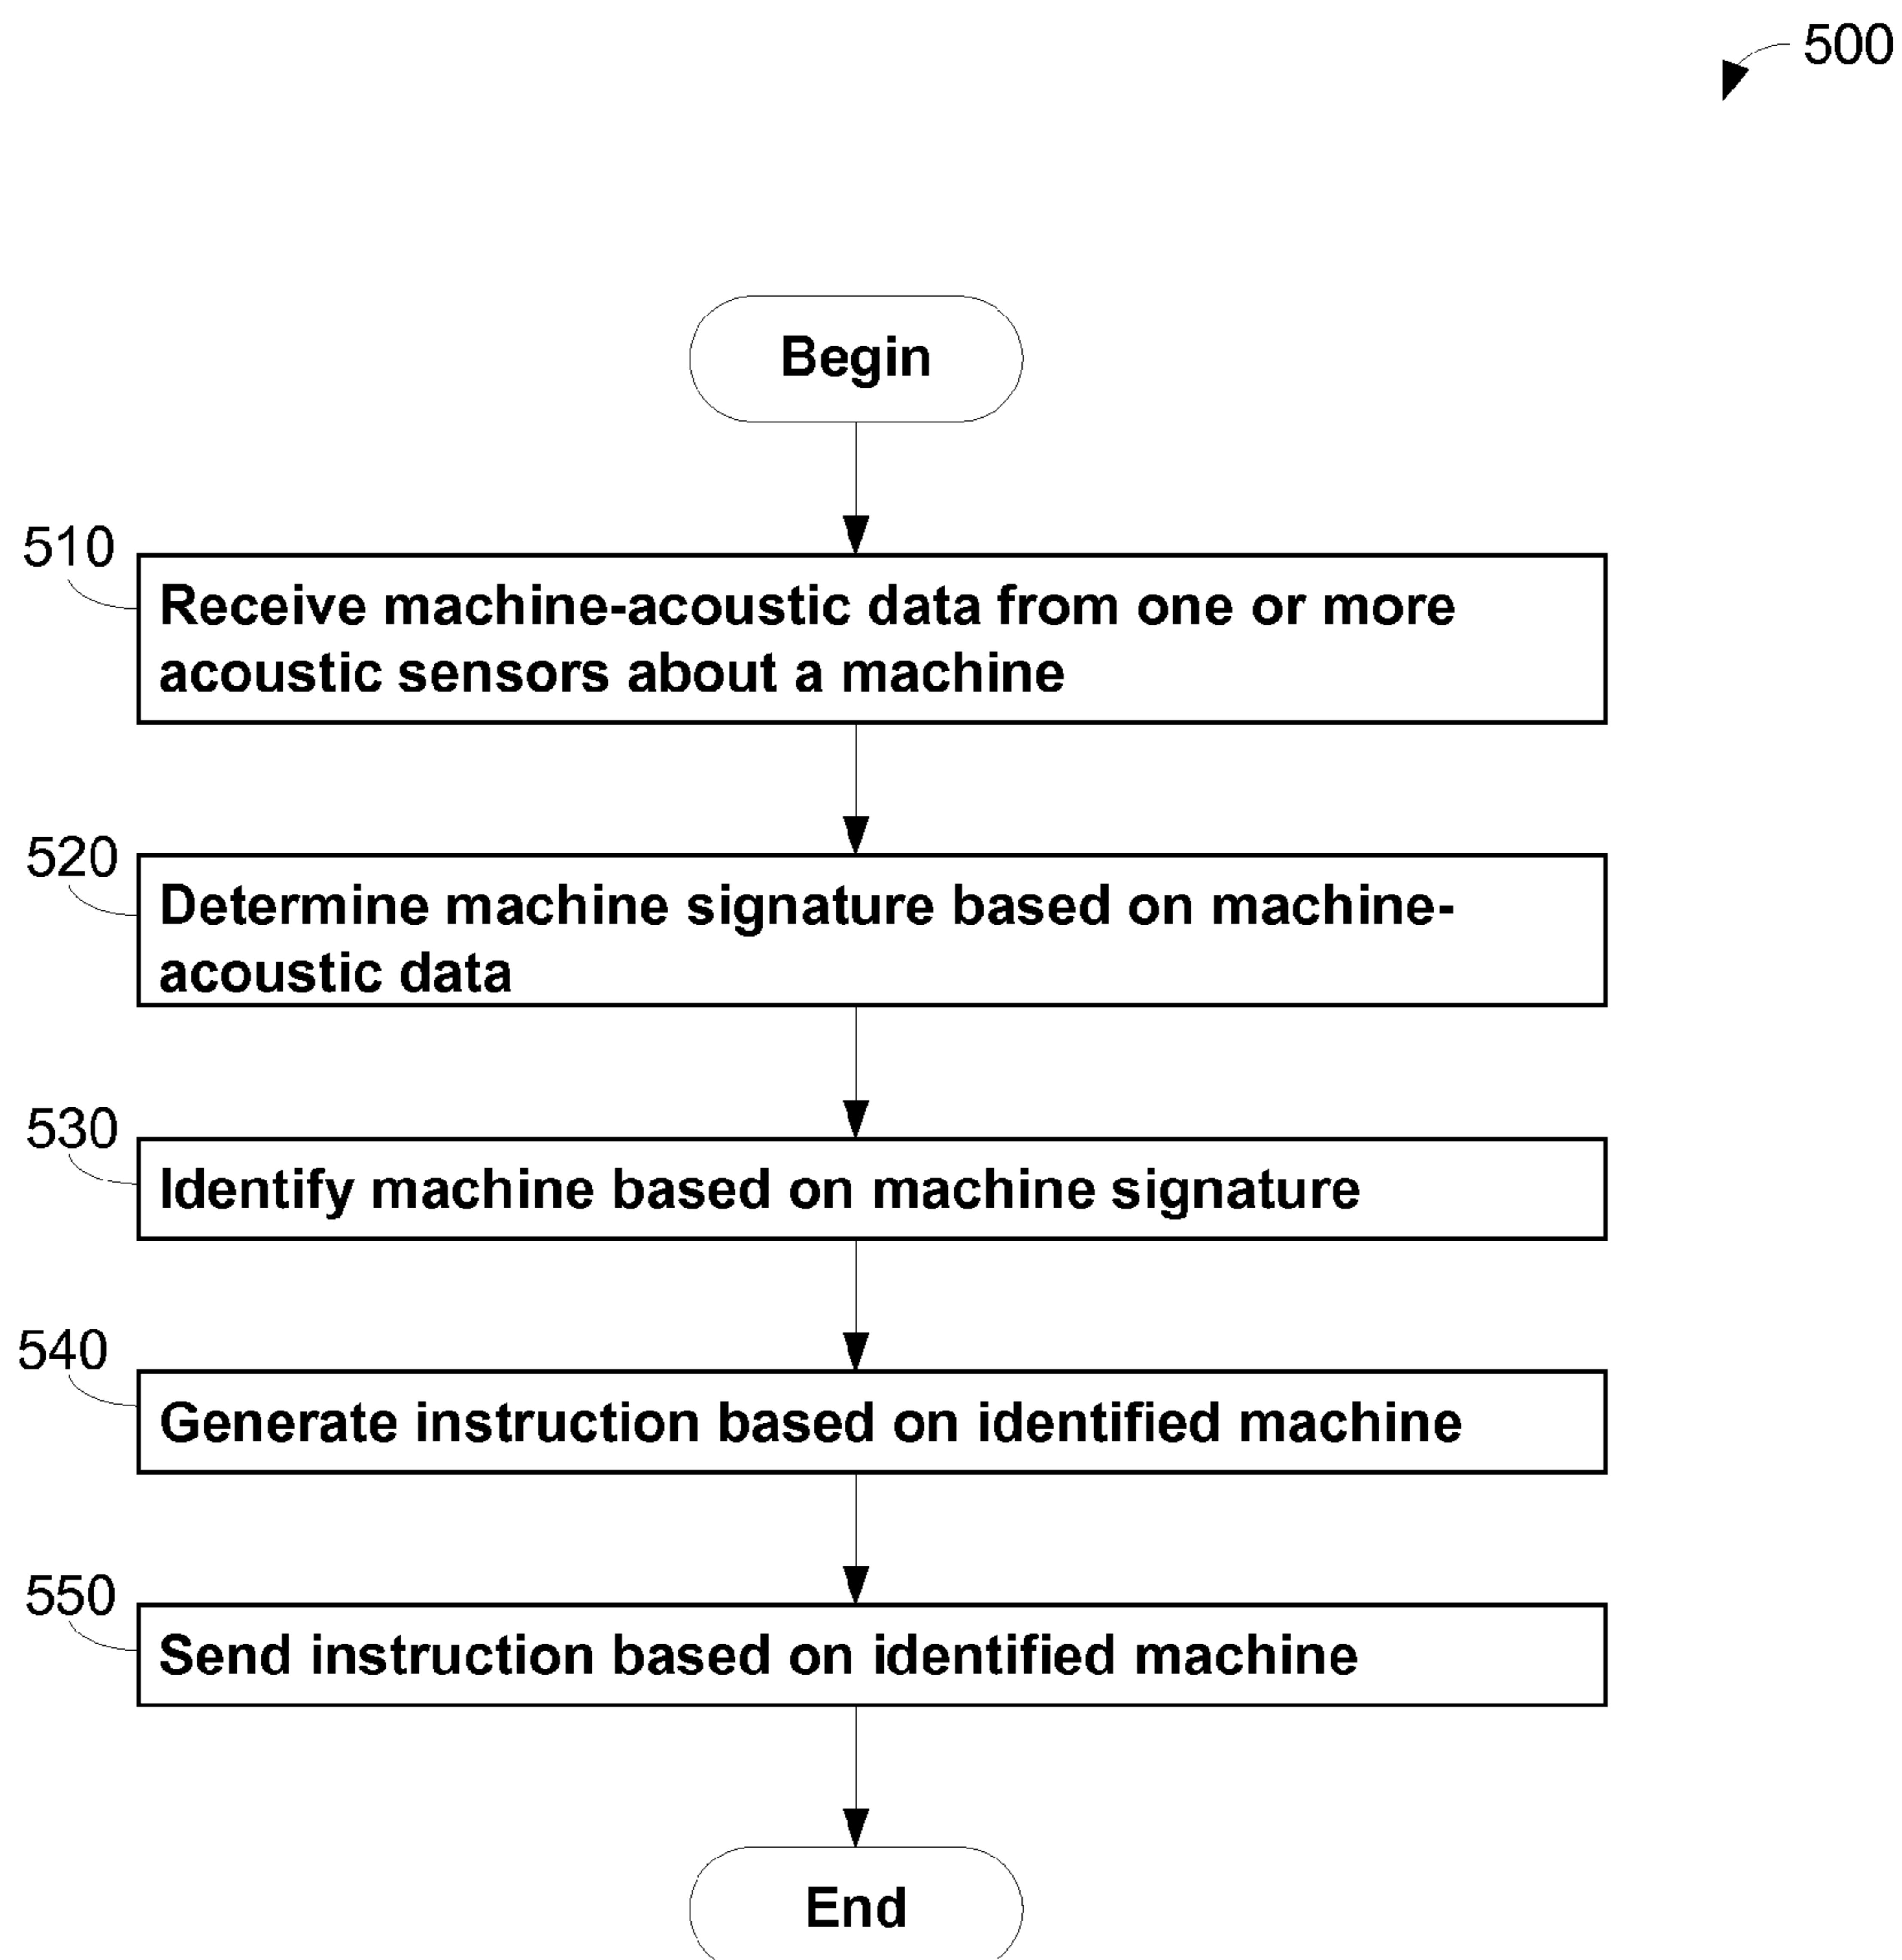 500
Begin
510
Receive machine-acoustic data from one or more
acoustic sensors about a machine
520
Determine machine signature based on machine-
acoustic data
530
Identify machine based on machine signature
540
Generate instruction based on identified machine
550
Send instruction based on identified machine
End